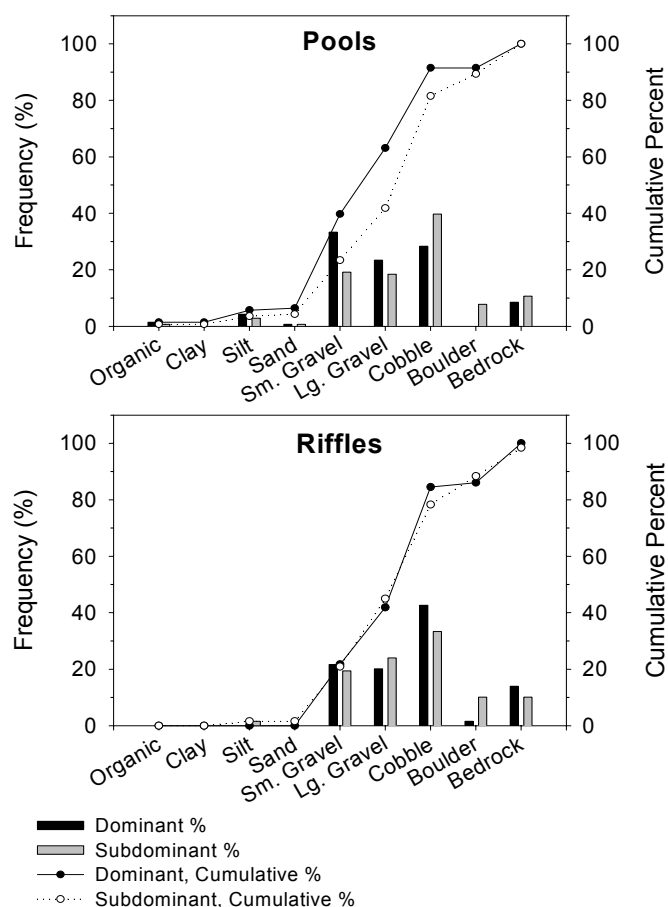 Pools
Frequency (%)
Cumulative Percent
100
80
60
40
20
0
100
80
60
40
20
0
Organic
Clay
Silt
Sand
Sm. Gravel
Lg. Gravel
Cobble
Boulder
Bedrock
Riffles
Frequency (%)
Cumulative Percent
100
80
60
40
20
0
100
80
60
40
20
0
Organic
Clay
Silt
Sand
Sm. Gravel
Lg. Gravel
Cobble
Boulder
Bedrock
Dominant %
Subdominant %
Dominant, Cumulative %
Subdominant, Cumulative %